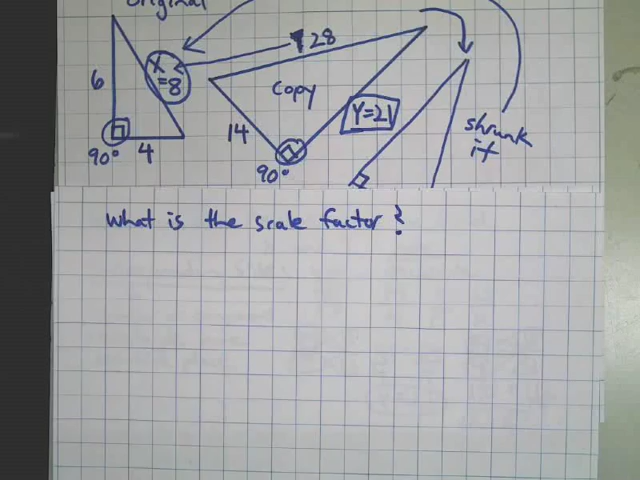 Original
6
X
=8
90°
4
28
Copy
14
Y=21
90°
shrunk
it
What is the scale factor?